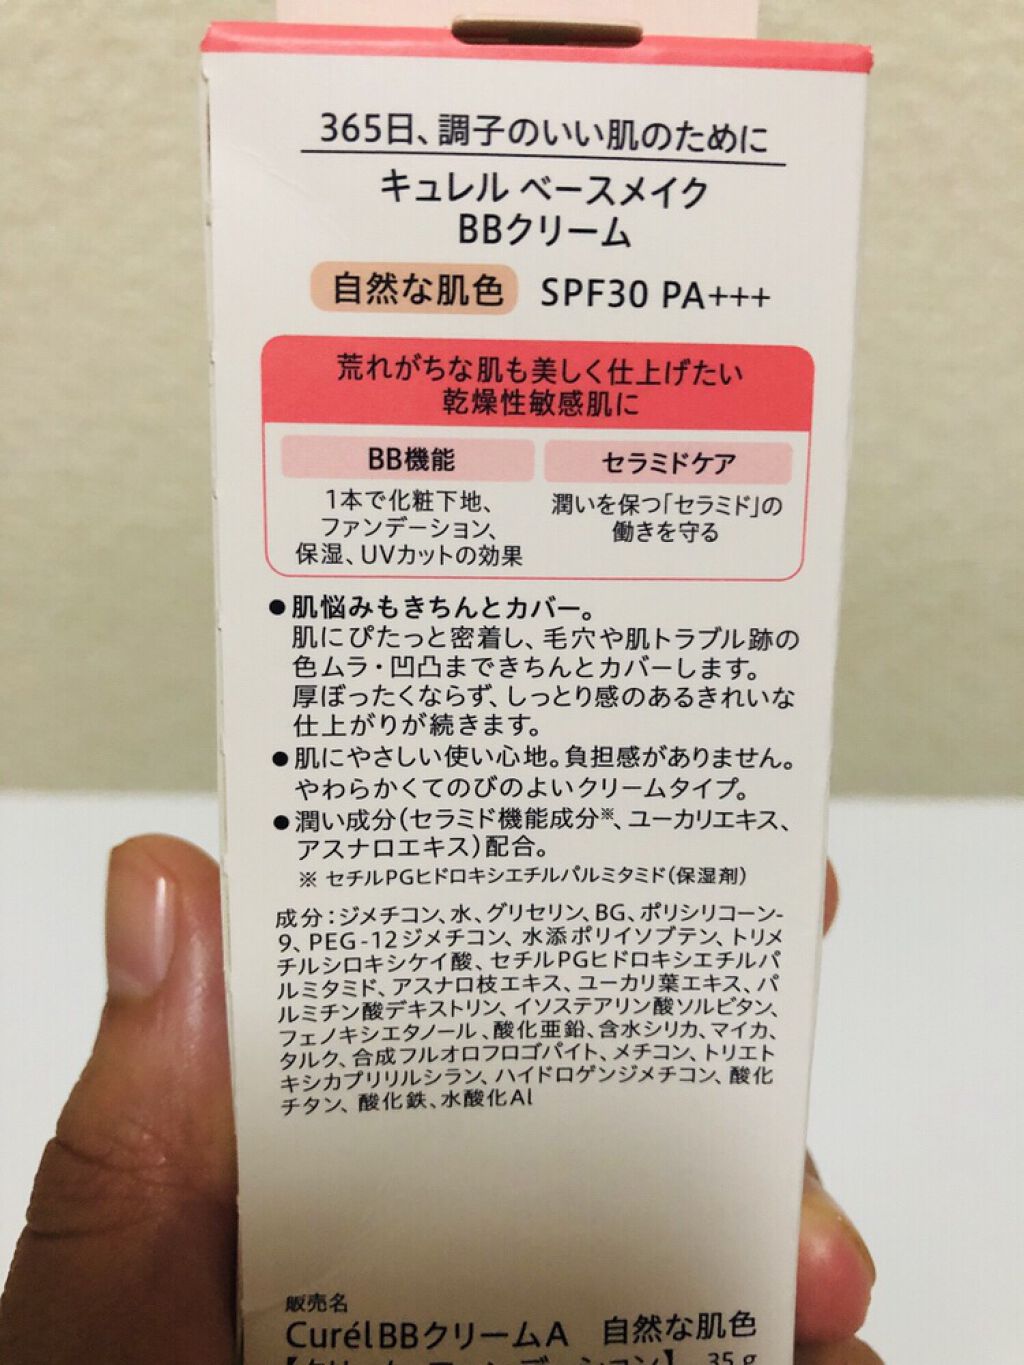 365日、調子のいい肌のために
キュレル ベースメイク
BBクリーム
自然な肌色 SPF30 PA+++
荒れがちな肌も美しく仕上げたい
乾燥性敏感肌に
BB機能
1本で化粧下地、
ファンデーション、
保湿、UVカットの効果
セラミドケア
潤いを保つ「セラミド」の
働きを守る
●肌悩みもきちんとカバー。
肌にぴたっと密着し、毛穴や肌トラブル跡の
色ムラ・凹凸まできちんとカバーします。
厚ぼったくならず、しっとり感のあるきれいな
仕上がりが続きます。
●肌にやさしい使い心地。負担感がありません。
やわらかくてのびのよいクリームタイプ。
●潤い成分(セラミド機能成分※、ユーカリエキス、
アスナロエキス)配合。
※ セチルPGヒドロキシエチルパルミタミド(保湿剤)
成分:ジメチコン、水、グリセリン、BG、ポリシリコーン-
9、PEG-12ジメチコン、水添ポリイソブテン、トリメ
チルシロキシケイ酸、セチルPGヒドロキシエチルパ
ルミタミド、アスナロ枝エキス、ユーカリ葉エキス、パ
ルミチン酸デキストリン、イソステアリン酸ソルビタン、
フェノキシエタノール、酸化亜鉛、含水シリカ、マイカ、
タルク、合成フルオロフロゴパイト、メチコン、トリエト
キシカプリリルシラン、ハイドロゲンジメチコン、酸化
チタン、酸化鉄、水酸化Al
販売名
CurélBBクリームA 自然な肌色
【クリーム・ファンデーション】 35g